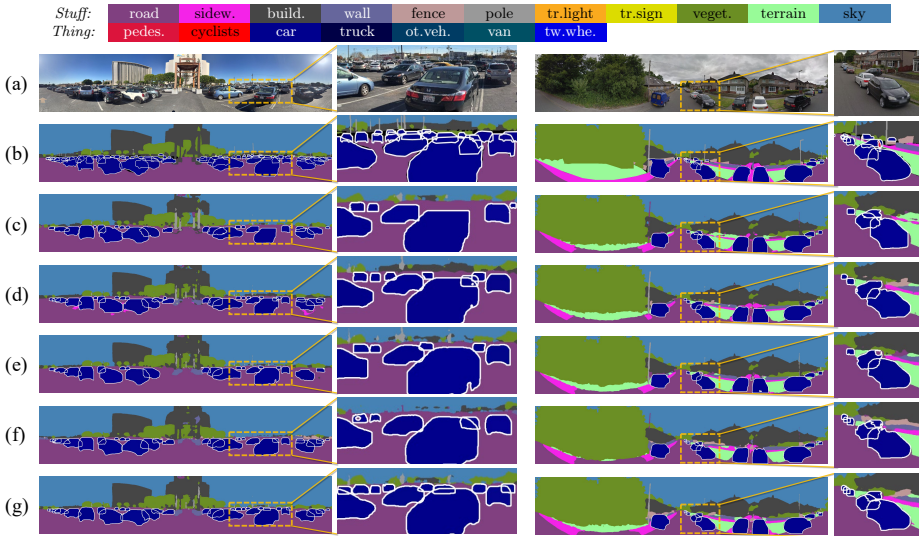 Stuff: road sidew. build. wall fence pole tr.light tr.sign veget. terrain sky
Thing: pedes. cyclists car truck ot.veh. van tw.whe.
(a)
(b)
(c)
(d)
(e)
(f)
(g)